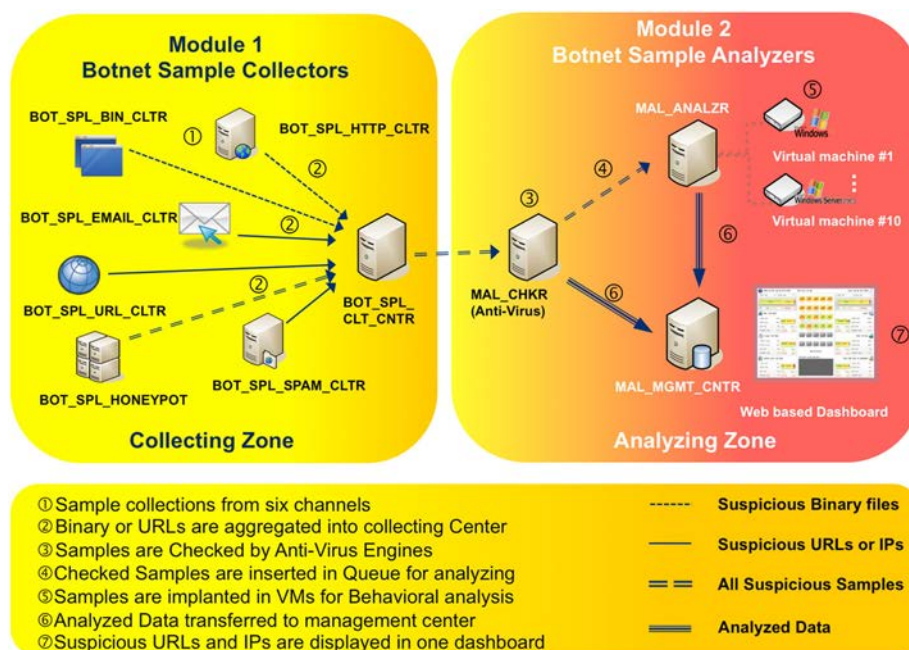 Module 1
Botnet Sample Collectors
BOT_SPL_BIN_CLTR
①
BOT_SPL_HTTP_CLTR
②
BOT_SPL_EMAIL_CLTR
②
BOT_SPL_URL_CLTR
②
BOT_SPL_
CLT_CNTR
BOT_SPL_HONEYPOT
BOT_SPL_SPAM_CLTR
Collecting Zone
Module 2
Botnet Sample Analyzers
MAL_ANALZR
⑤
Windows
Virtual machine #1
④
③
Windows Server
Virtual machine #10
⑥
MAL_CHKR
(Anti-Virus)
⑥
⑦
MAL_MGMT_CNTR
Web based Dashboard
Analyzing Zone
①Sample collections from six channels
②Binary or URLs are aggregated into collecting Center
③Samples are Checked by Anti-Virus Engines
④Checked Samples are inserted in Queue for analyzing
⑤Samples are implanted in VMs for Behavioral analysis
⑥Analyzed Data transferred to management center
⑦Suspicious URLs and IPs are displayed in one dashboard
Suspicious Binary files
Suspicious URLs or IPs
All Suspicious Samples
Analyzed Data